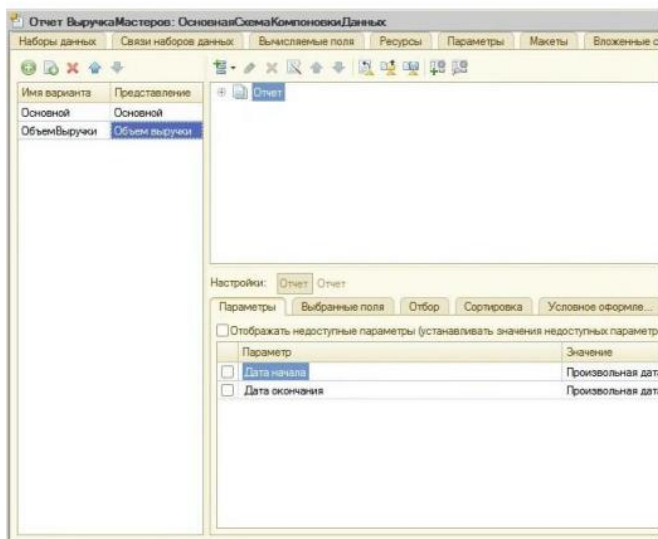 Отчет ВыручкаМастеров: ОсновнаяСхемаКомпоновкиДанных
Наборы данных Связи наборов данных Вычисляемые поля Ресурсы Параметры Макеты Вложенные с
Имя варианта Представление
Основной Основной
ОбъемВыручки Объем выручки
Отчет
Настройки: Отчет Отчет
Параметры Выбранные поля Отбор Сортировка Условное оформле...
Отображать недоступные параметры (устанавливать значения недоступных параметр
Параметр Значение
Дата начала Произвольная дата
Дата окончания Произвольная дата